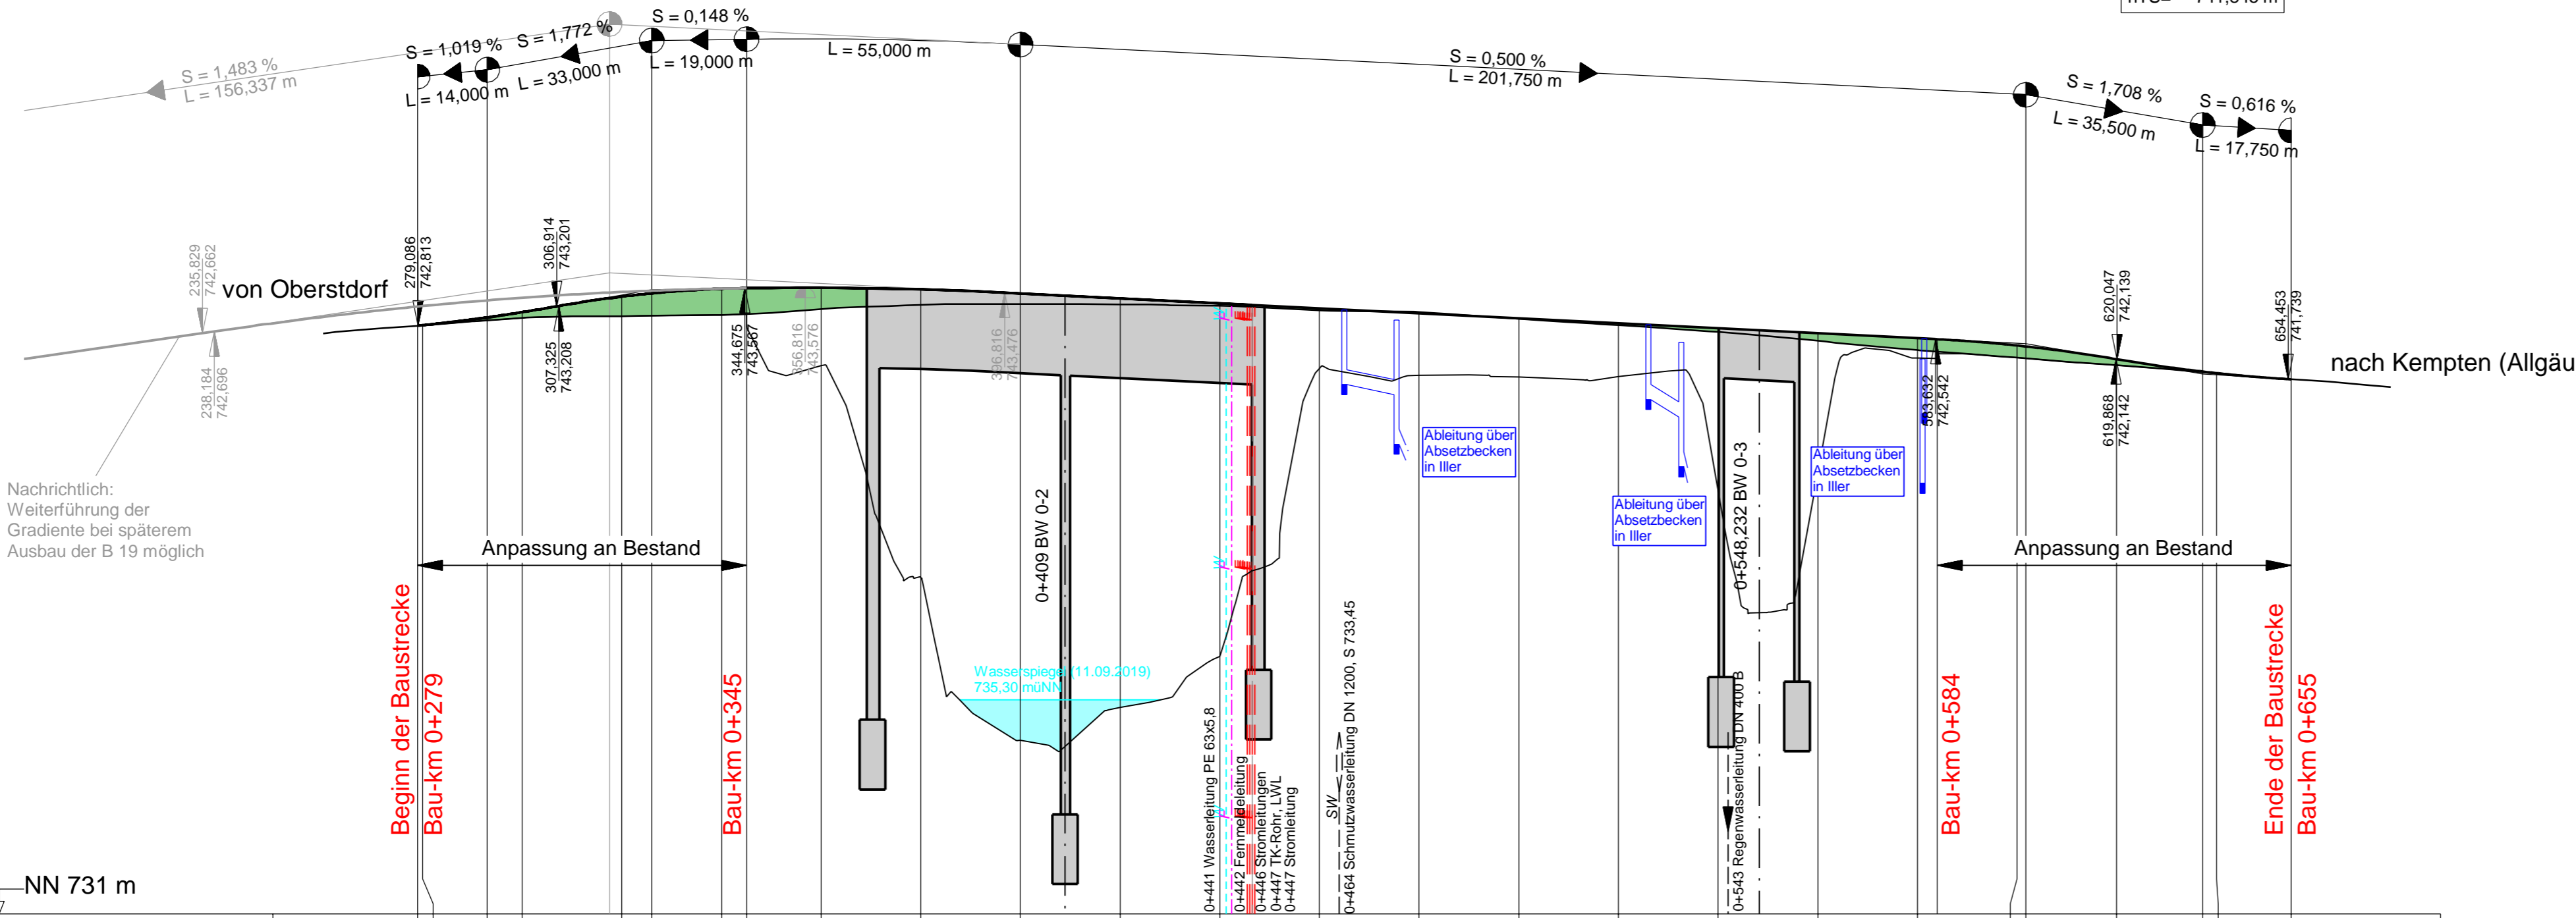 S = 1,483 %
L = 156,337 m
S = 1,019 %
L = 14,000 m
S = 1,772 %
L = 33,000 m
S = 0,148 %
L = 19,000 m
L = 55,000 m
S = 0,500 %
L = 201,750 m
S = 1,708 %
L = 35,500 m
S = 0,616 %
L = 17,750 m
235,829
742,662
238,184
742,696
von Oberstdorf
279,086
742,813
306,914
743,201
307,325
743,208
344,675
743,567
356,816
743,576
396,816
743,476
583,632
742,542
620,047
742,139
619,868
742,142
654,453
741,739
nach Kempten (Allgäu
Nachrichtlich:
Weiterführung der
Gradiente bei späterem
Ausbau der B 19 möglich
Anpassung an Bestand
Beginn der Baustrecke
Bau-km 0+279
Bau-km 0+345
0+409 BW 0-2
Wasserspiegel (11.09.2019)
735,30 müNN
W
W
W
0+441 Wasserleitung PE 63x5,8
0+442 Fernmeldeleitung
0+446 Stromleitungen
0+447 TK-Rohr, LWL
0+447 Stromleitung
SW
0+464 Schmutzwasserleitung DN 1200, S 733,45
Ableitung über
Absetzbecken
in Iller
Ableitung über
Absetzbecken
in Iller
Ableitung über
Absetzbecken
in Iller
0+548,232 BW 0-3
0+543 Regenwasserleitung DN 400 B
Anpassung an Bestand
Bau-km 0+584
Ende der Baustrecke
Bau-km 0+655
NN 731 m